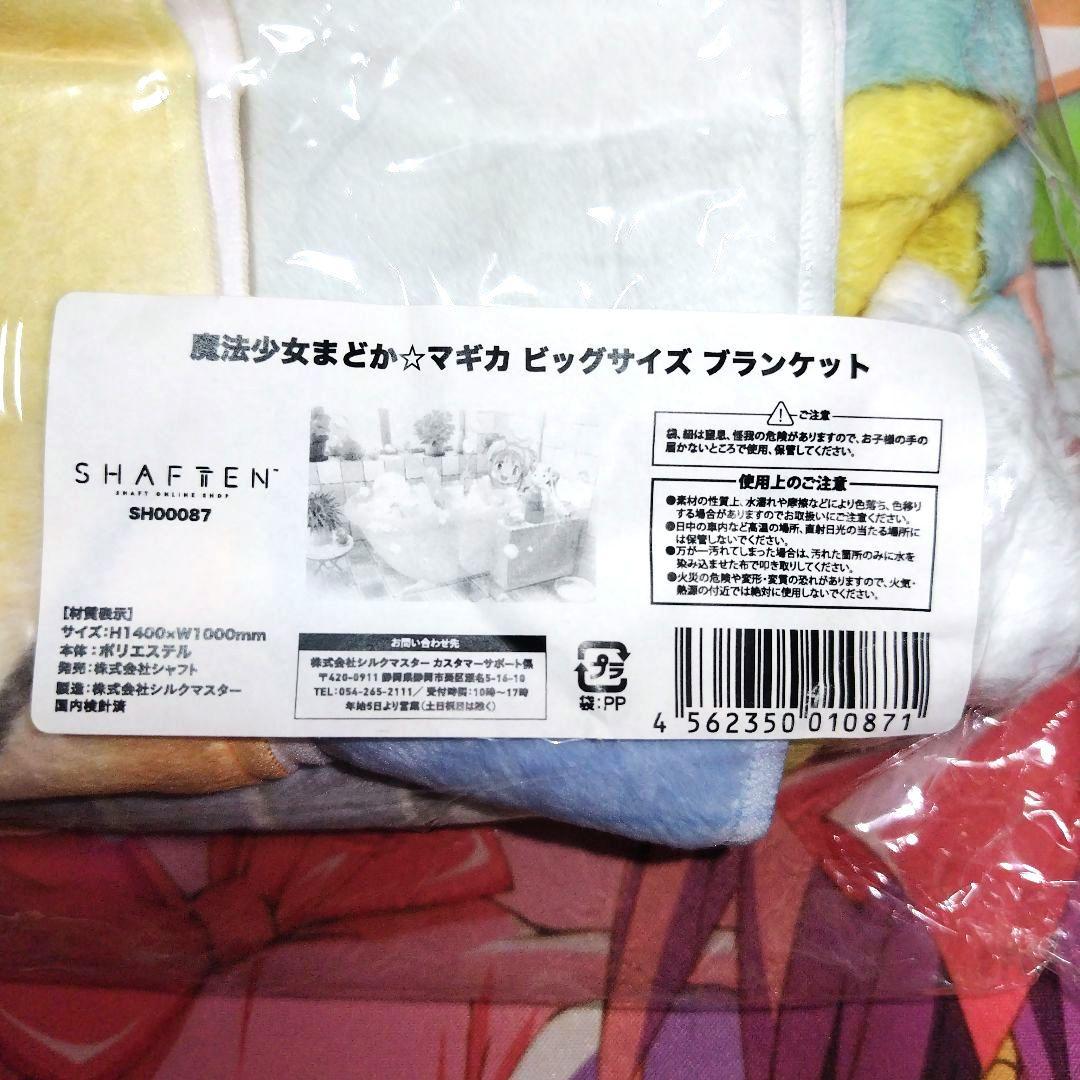 魔法少女まどか☆マギカ ビッグサイズ ブランケット
SHAFTEN™
SHAFT ONLINE SHOP
SH00087
【材質表示】
サイズ:H1400×W1000mm
本体:ポリエステル
発売:株式会社シャフト
製造:株式会社シルクマスター
国内検針済
お問い合わせ先
株式会社シルクマスター カスタマーサポート係
〒420-0911 静岡県静岡市葵区瀬名5-16-10
TEL:054-265-2111/ 受付時間:10時〜17時
年始5日より営業(土日祝日は除く)
ご注意
袋、紐は窒息、怪我の危険がありますので、お子様の手の
届かないところで使用、保管してください。
使用上のご注意
●素材の性質上、水濡れや摩擦などにより色落ち、色移り
する場合がありますのでお取扱いにご注意ください。
●日中の車内など高温の場所、直射日光の当たる場所に
は保管しないでください。
●万が一汚れてしまった場合は、汚れた箇所のみに水を
染み込ませた布で叩き取りしてください。
●火災の危険や変形・変質の恐れがありますので、火気・
熱源の付近では絶対に使用しないでください。
プラ
袋:PP
4 562350 010871